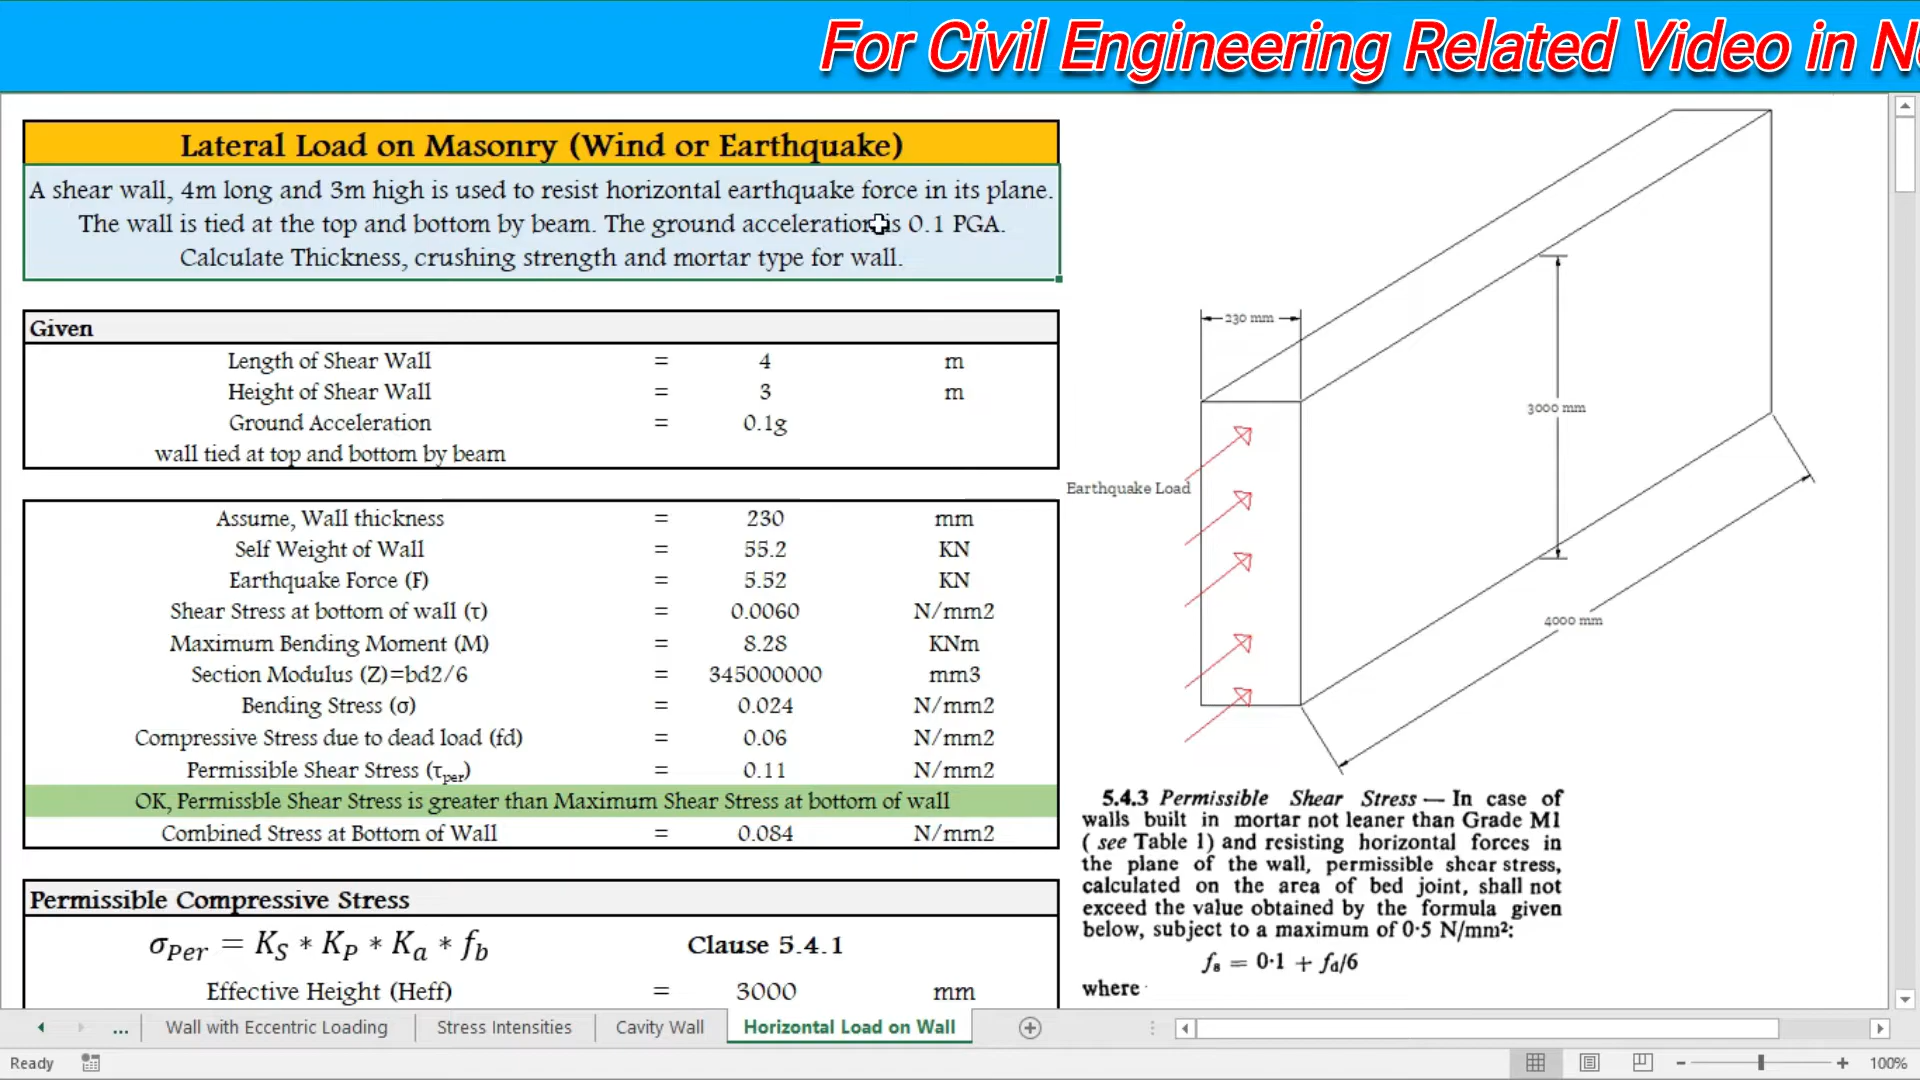 For Civil Engineering Related Video in N
Lateral Load on Masonry (Wind or Earthquake)
A shear wall, 4m long and 3m high is used to resist horizontal earthquake force in its plane.
The wall is tied at the top and bottom by beam. The ground acceleration is 0.1 PGA.
Calculate Thickness, crushing strength and mortar type for wall.
Given
Length of Shear Wall = 4 m
Height of Shear Wall = 3 m
Ground Acceleration = 0.1g
wall tied at top and bottom by beam
Assume, Wall thickness = 230 mm
Self Weight of Wall = 55.2 KN
Earthquake Force (F) = 5.52 KN
Shear Stress at bottom of wall (τ) = 0.0060 N/mm2
Maximum Bending Moment (M) = 8.28 KNm
Section Modulus (Z)=bd2/6 = 345000000 mm3
Bending Stress (σ) = 0.024 N/mm2
Compressive Stress due to dead load (fd) = 0.06 N/mm2
Permissible Shear Stress (τper) = 0.11 N/mm2
OK, Permissble Shear Stress is greater than Maximum Shear Stress at bottom of wall
Combined Stress at Bottom of Wall = 0.084 N/mm2
Permissible Compressive Stress
σPer = KS * KP * Ka * fb Clause 5.4.1
Effective Height (Heff) = 3000 mm
230 mm
3000 mm
Earthquake Load
4000 mm
5.4.3 Permissible Shear Stress — In case of
walls built in mortar not leaner than Grade M1
( see Table 1) and resisting horizontal forces in
the plane of the wall, permissible shear stress,
calculated on the area of bed joint, shall not
exceed the value obtained by the formula given
below, subject to a maximum of 0·5 N/mm²:
fs = 0·1 + fd/6
where
... Wall with Eccentric Loading Stress Intensities Cavity Wall Horizontal Load on Wall
Ready 100%